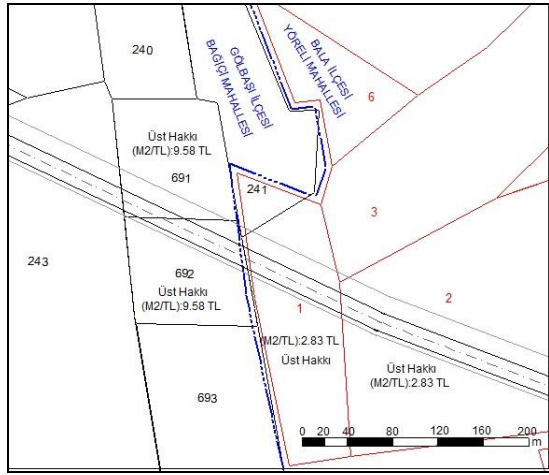 240
GÖLBAŞI İLÇESİ
BAĞİÇİ MAHALLESİ
BALA İLÇESİ
YÖRELİ MAHALLESİ
6
Üst Hakkı
(M2/TL):9.58 TL
691
241
3
243
692
Üst Hakkı
(M2/TL):9.58 TL
2
1
(M2/TL):2.83 TL
Üst Hakkı
Üst Hakkı
(M2/TL):2.83 TL
693
0 20 40 80 120 160 200
m